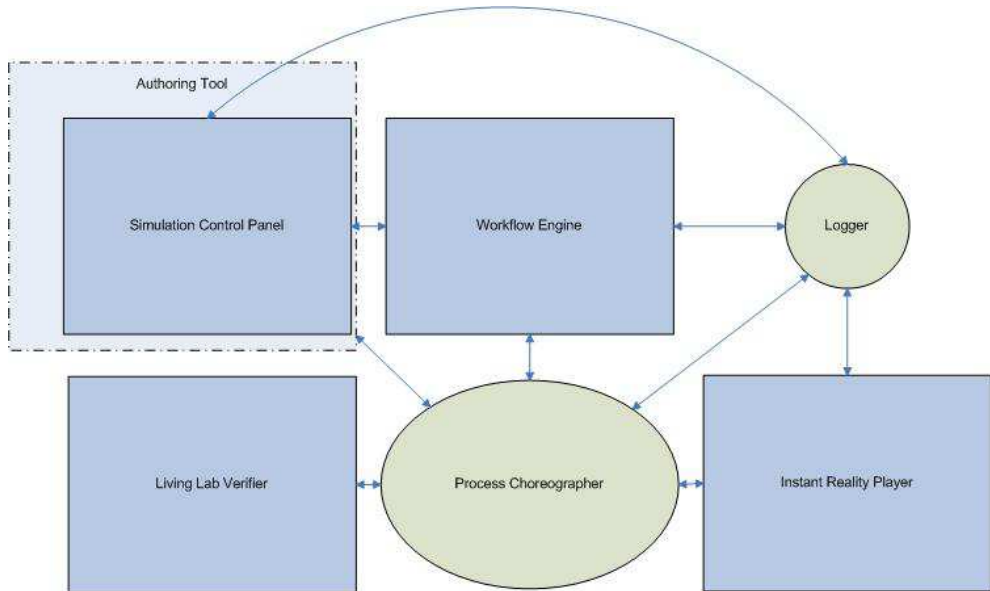 Authoring Tool
Simulation Control Panel
Workflow Engine
Logger
Living Lab Verifier
Process Choreographer
Instant Reality Player